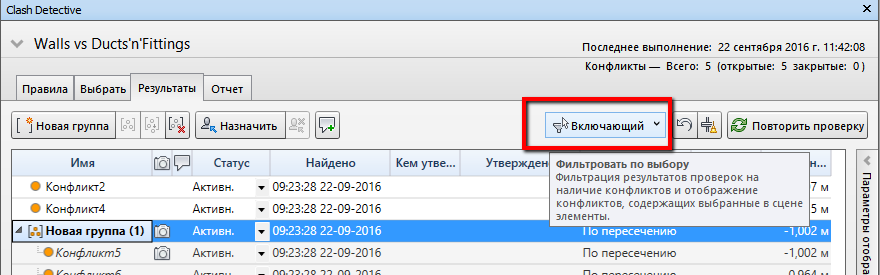 Clash Detective
Walls vs Ducts'n'Fittings
Последнее выполнение: 22 сентября 2016 г. 11:42:08
Конфликты — Всего: 5 (открытые: 5 закрытые: 0)
Правила Выбрать Результаты Отчет
Новая группа Назначить Включающий Повторить проверку
Имя Статус Найдено Кем утве... Утвержден
Конфликт2 Активн. 09:23:28 22-09-2016
Конфликт4 Активн. 09:23:28 22-09-2016
Новая группа (1) Активн. 09:23:28 22-09-2016 По пересечению -1,002 м
Конфликт5 Активн. 09:23:28 22-09-2016 По пересечению -1,002 м
Конфликт6 Активн. 09:23:28 22-09-2016 По пересечению -0,964 м
Фильтровать по выбору
Фильтрация результатов проверок на
наличие конфликтов и отображение
конфликтов, содержащих выбранные в сцене
элементы.
Параметры отобра